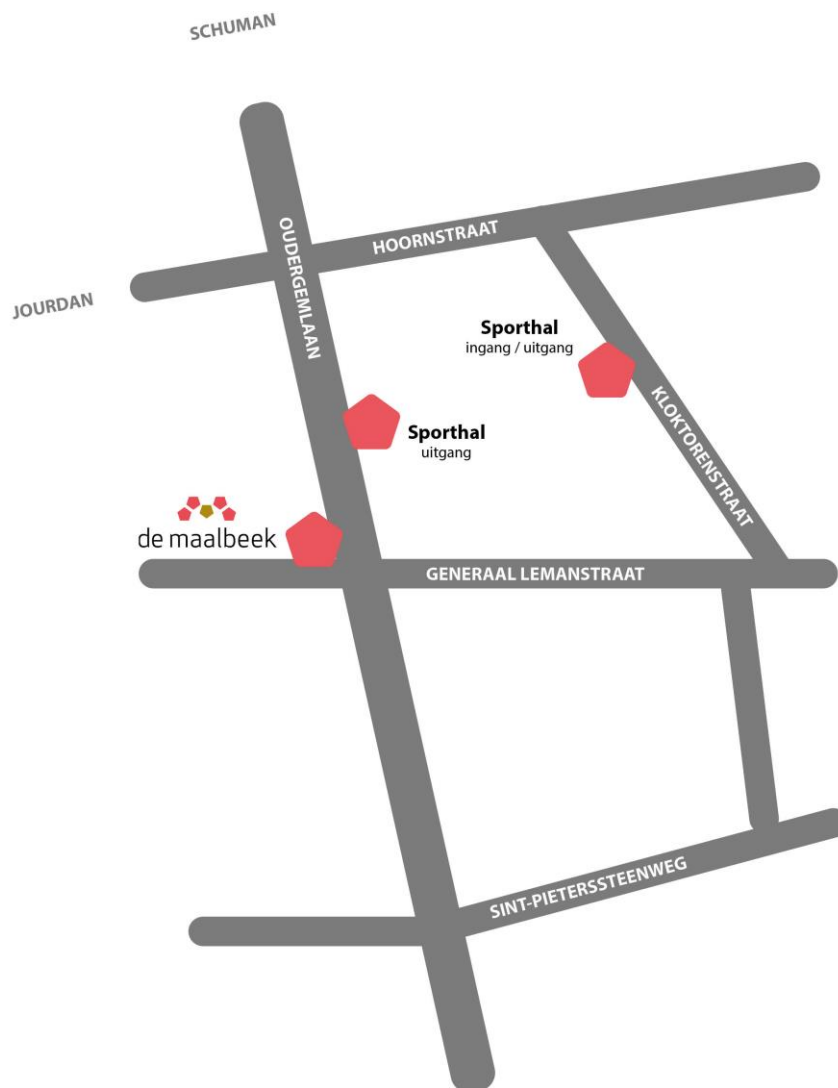 SCHUMAN
OUDERGEMLAAN
HOORNSTRAAT
JOURDAN
Sporthal
ingang / uitgang
KLOKTORENSTRAAT
Sporthal
uitgang
de maalbeek
GENERAAL LEMANSTRAAT
SINT-PIETERSSTEENWEG